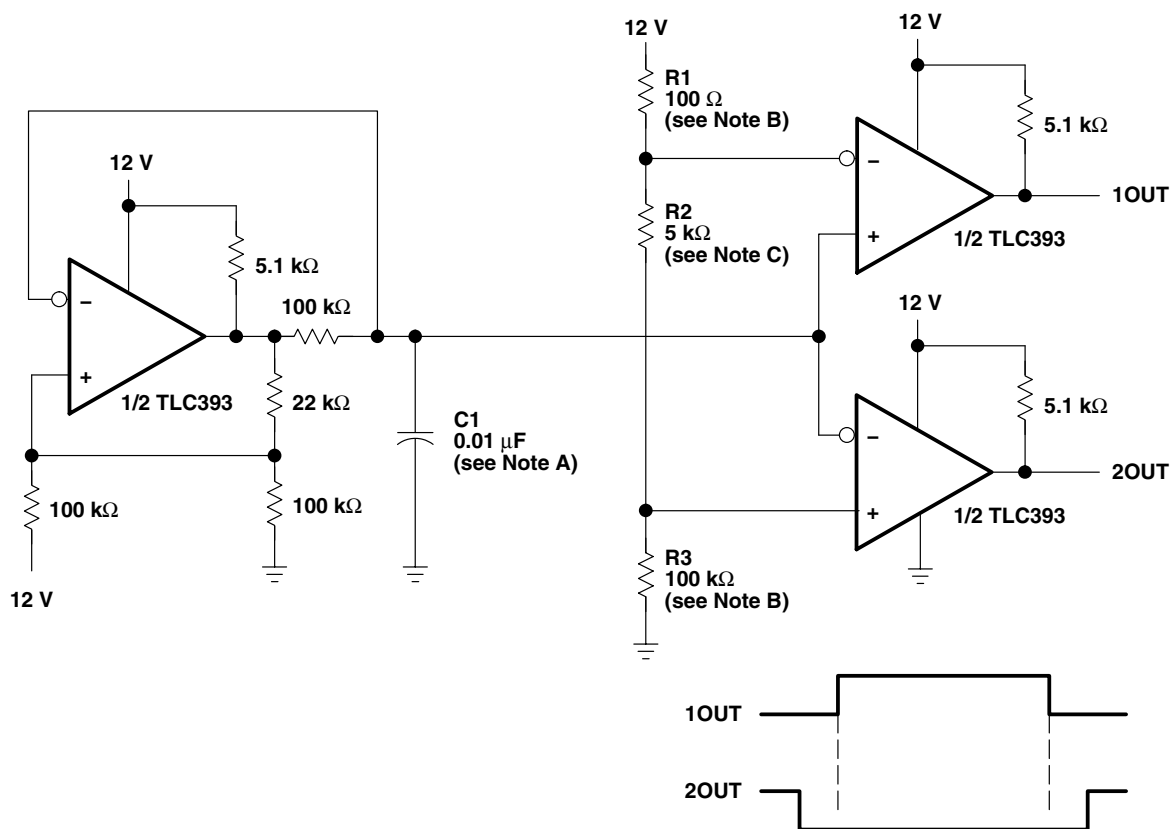 12 V
5.1 kΩ
100 kΩ
−
+
1/2 TLC393
22 kΩ
100 kΩ
100 kΩ
12 V
C1
0.01 μF
(see Note A)
12 V
R1
100 Ω
(see Note B)
R2
5 kΩ
(see Note C)
R3
100 kΩ
(see Note B)
12 V
5.1 kΩ
−
+
1OUT
1/2 TLC393
12 V
5.1 kΩ
−
+
2OUT
1/2 TLC393
1OUT
2OUT